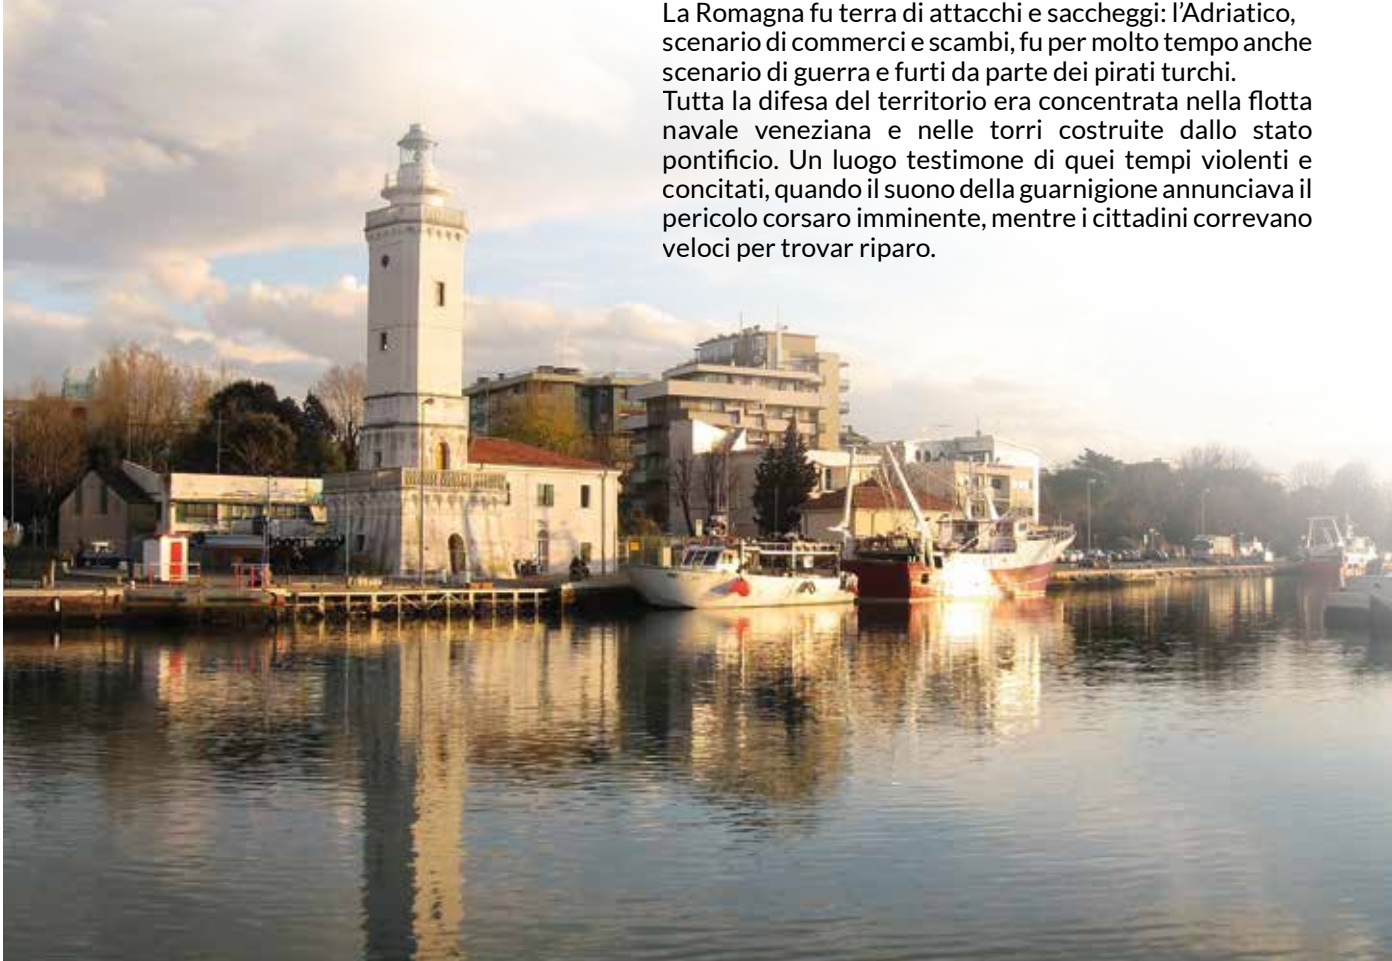 La Romagna fu terra di attacchi e saccheggi: l’Adriatico,
scenario di commerci e scambi, fu per molto tempo anche
scenario di guerra e furti da parte dei pirati turchi.
Tutta la difesa del territorio era concentrata nella flotta
navale veneziana e nelle torri costruite dallo stato
pontificio. Un luogo testimone di quei tempi violenti e
concitati, quando il suono della guarnigione annunciava il
pericolo corsaro imminente, mentre i cittadini correvano
veloci per trovar riparo.